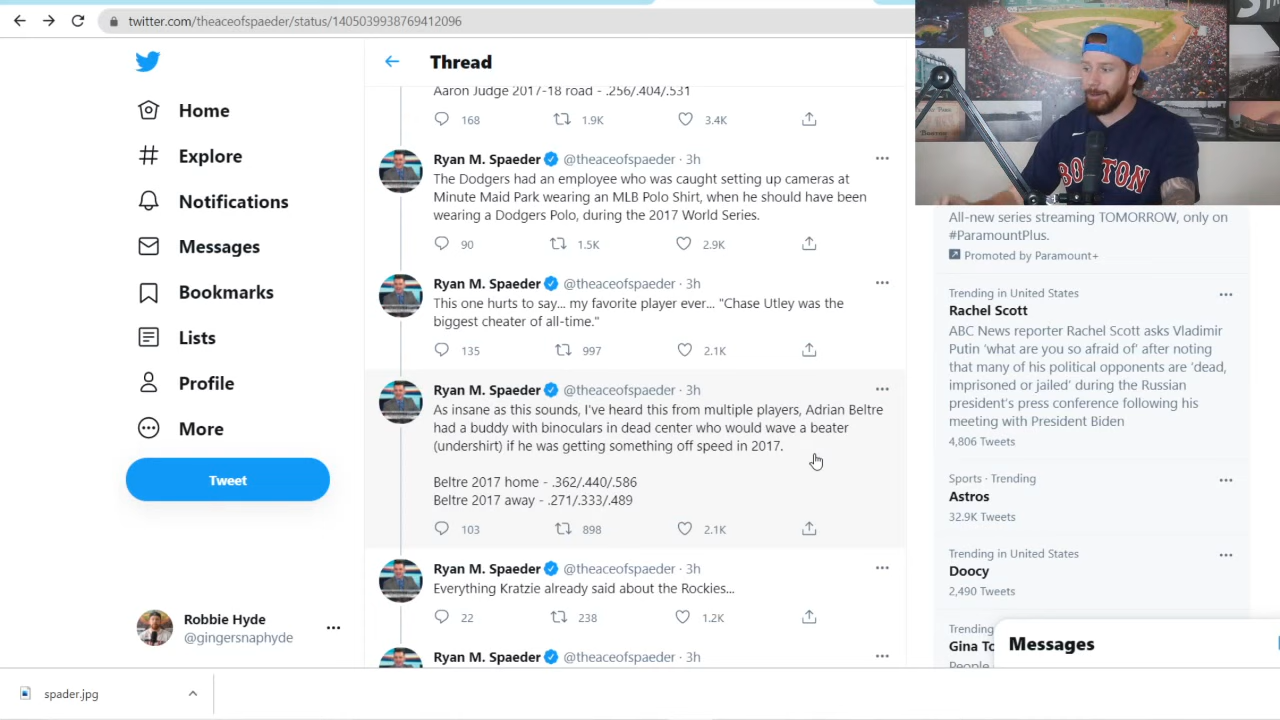 twitter.com/theaceofspaeder/status/1405039938769412096
Home
Explore
Notifications
Messages
Bookmarks
Lists
Profile
More
Tweet
Robbie Hyde
@gingersnaphyde
Thread
Aaron Judge 2017-18 road - .256/.404/.531
168 1.9K 3.4K
Ryan M. Spaeder @theaceofspaeder · 3h
The Dodgers had an employee who was caught setting up cameras at
Minute Maid Park wearing an MLB Polo Shirt, when he should have been
wearing a Dodgers Polo, during the 2017 World Series.
90 1.5K 2.9K
Ryan M. Spaeder @theaceofspaeder · 3h
This one hurts to say... my favorite player ever... "Chase Utley was the
biggest cheater of all-time."
135 997 2.1K
Ryan M. Spaeder @theaceofspaeder · 3h
As insane as this sounds, I've heard this from multiple players, Adrian Beltre
had a buddy with binoculars in dead center who would wave a beater
(undershirt) if he was getting something off speed in 2017.
Beltre 2017 home - .362/.440/.586
Beltre 2017 away - .271/.333/.489
103 898 2.1K
Ryan M. Spaeder @theaceofspaeder · 3h
Everything Kratzie already said about the Rockies...
22 238 1.2K
Ryan M. Spaeder @theaceofspaeder · 3h
BOSTON
All-new series streaming TOMORROW, only on
#ParamountPlus.
Promoted by Paramount+
Trending in United States
Rachel Scott
ABC News reporter Rachel Scott asks Vladimir
Putin 'what are you so afraid of' after noting
that many of his political opponents are 'dead,
imprisoned or jailed' during the Russian
president's press conference following his
meeting with President Biden
4,806 Tweets
Sports · Trending
Astros
32.9K Tweets
Trending in United States
Doocy
2,490 Tweets
Trending
Gina To
People
Messages
spader.jpg